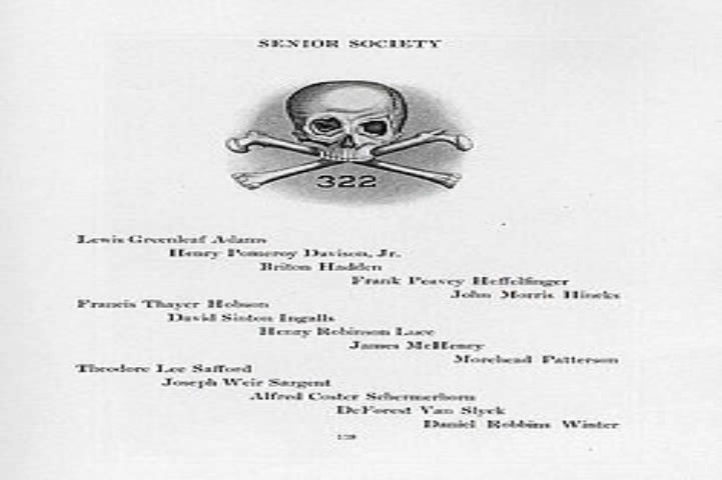 SENIOR SOCIETY
322
Lewis Greenleaf Adams
Henry Pomeroy Davison, Jr.
Briton Hadden
Frank Peavey Heffelfinger
John Morris Hincks
Francis Thayer Hobson
David Sinton Ingalls
Henry Robinson Luce
James McHenry
Morehead Patterson
Theodore Lee Safford
Joseph Weir Sargent
Alfred Coster Schermerhorn
DeForest Van Slyck
Daniel Robbins Winter